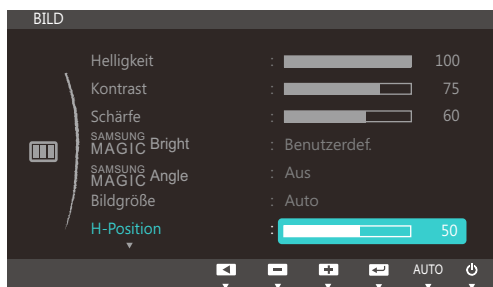 BILD
Helligkeit : 100
Kontrast : 75
Schärfe : 60
SAMSUNG MAGIC Bright : Benutzerdef.
SAMSUNG MAGIC Angle : Aus
Bildgröße : Auto
H-Position : 50
AUTO